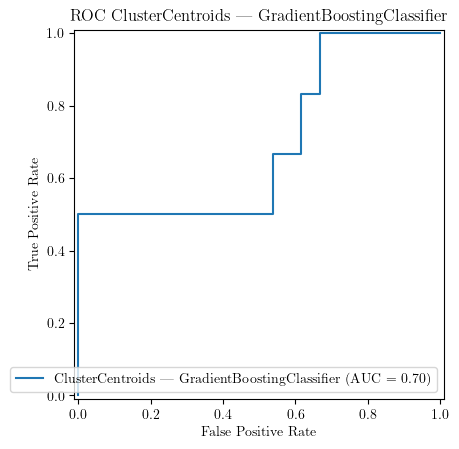 ROC ClusterCentroids — GradientBoostingClassifier
1.0
0.8
0.6
0.4
0.2
0.0
True Positive Rate
ClusterCentroids — GradientBoostingClassifier (AUC = 0.70)
0.0 0.2 0.4 0.6 0.8 1.0
False Positive Rate